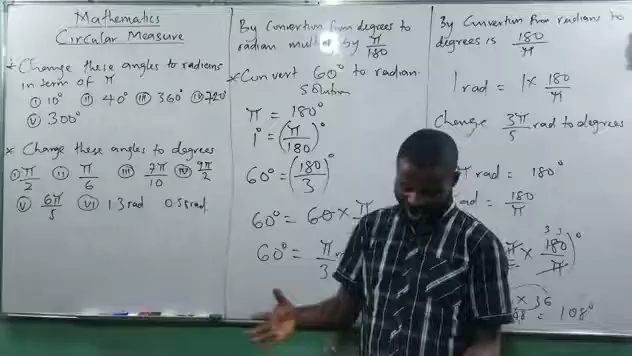 Mathematics
Circular Measure
* Change these angles to radians
in term of π
(i) 10° (ii) 40° (iii) 360° (iv) 720°
(v) 300°
* Change these angles to degrees
(i) π/2 (ii) π/6 (iii) 7π/10 (iv) 9π/2
(v) 6π/5 (vi) 1.3 rad 0.58 rad
By Convertion from degrees to
radian by π/180
* Convert 60° to radian
Solution
π = 180°
1° = (π/180)°
60° = (180/3)°
60° = 60 × π
60° = π/3
By Convertion from radians to
degrees is 180/π
1 rad = 1 × 180/π
Change 3π/5 rad to degrees
rad = 180°
= 180/π
× 180/π)°
× 36
= 108°